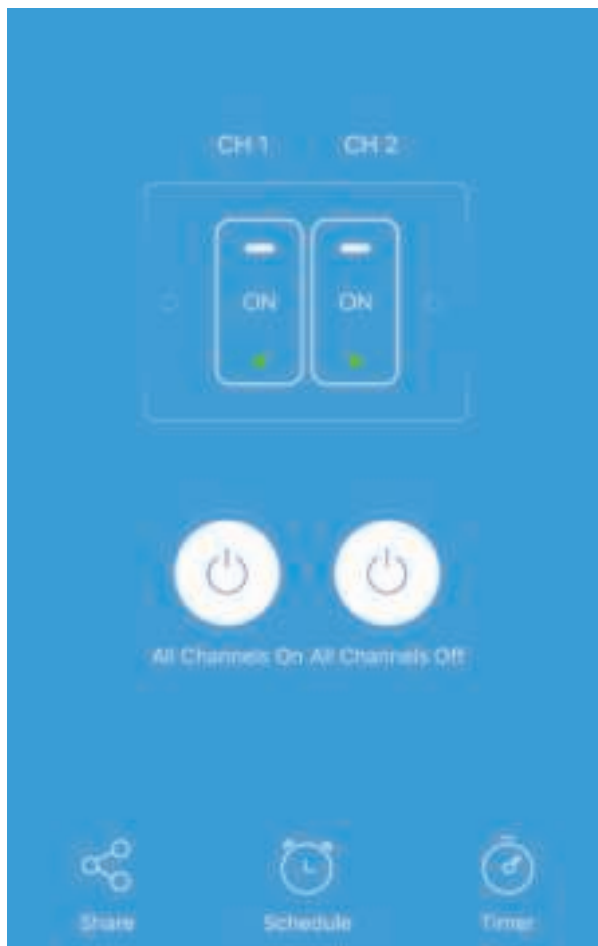 CH 1 CH 2
ON ON
All Channels On All Channels Off
Share Schedule Timer